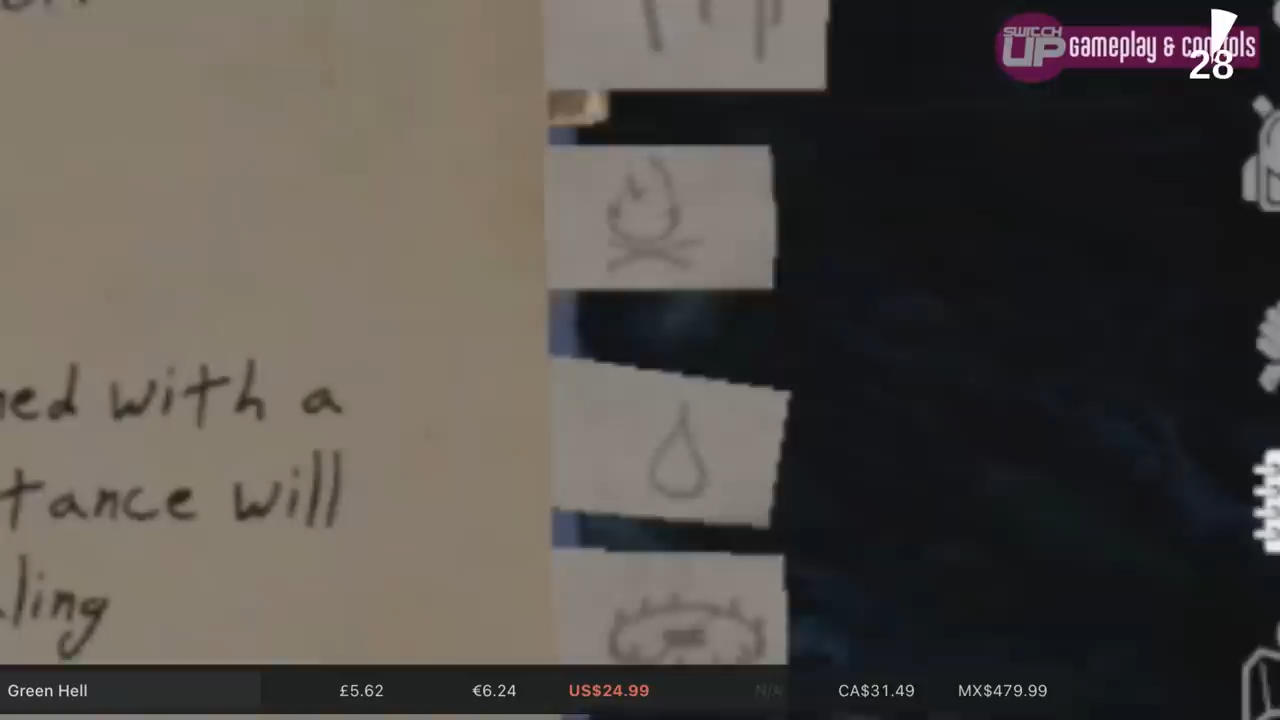 SWITCH
UP gameplay & controls
28
ned with a
tance will
ling
Green Hell £5.62 €6.24 US$24.99 N/A CA$31.49 MX$479.99